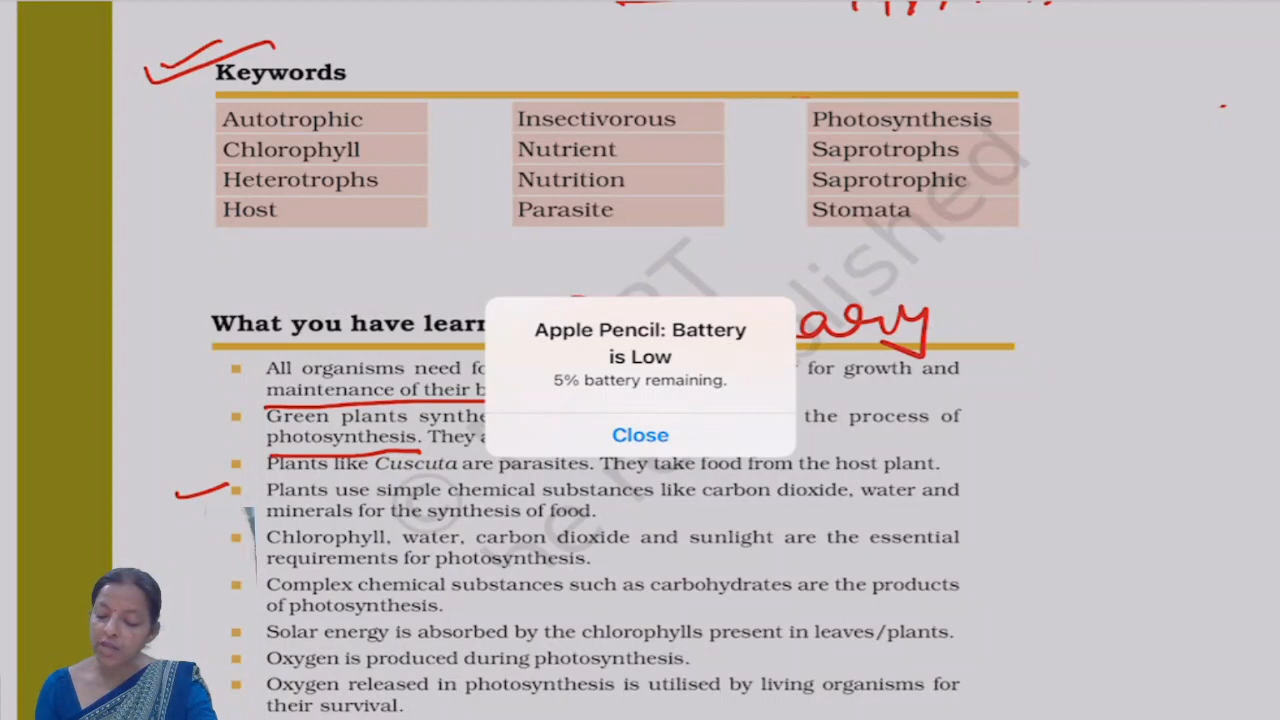 Keywords
Autotrophic Insectivorous Photosynthesis
Chlorophyll Nutrient Saprotrophs
Heterotrophs Nutrition Saprotrophic
Host Parasite Stomata
What you have learn
All organisms need for growth and
maintenance of their
Green plants the process of
photosynthesis. They
Apple Pencil: Battery
is Low
5% battery remaining.
Close
Plants like Cuscuta are parasites. They take food from the host plant.
Plants use simple chemical substances like carbon dioxide, water and
minerals for the synthesis of food.
Chlorophyll, water, carbon dioxide and sunlight are the essential
requirements for photosynthesis.
Complex chemical substances such as carbohydrates are the products
of photosynthesis.
Solar energy is absorbed by the chlorophylls present in leaves/plants.
Oxygen is produced during photosynthesis.
Oxygen released in photosynthesis is utilised by living organisms for
their survival.